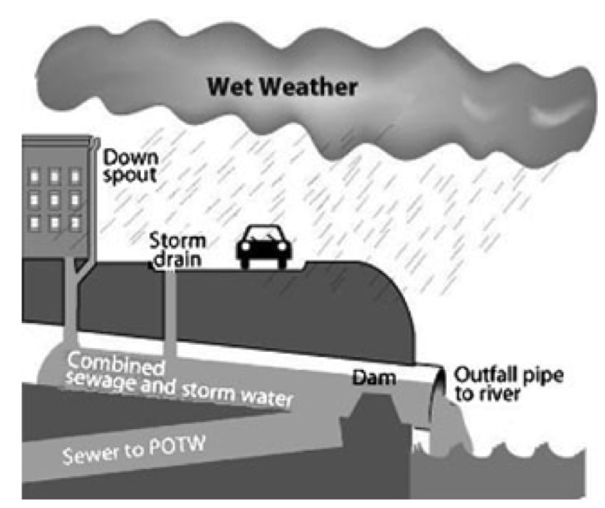 Wet Weather
Down
spout
Storm
drain
Combined
sewage and storm water
Dam
Outfall pipe
to river
Sewer to POTW